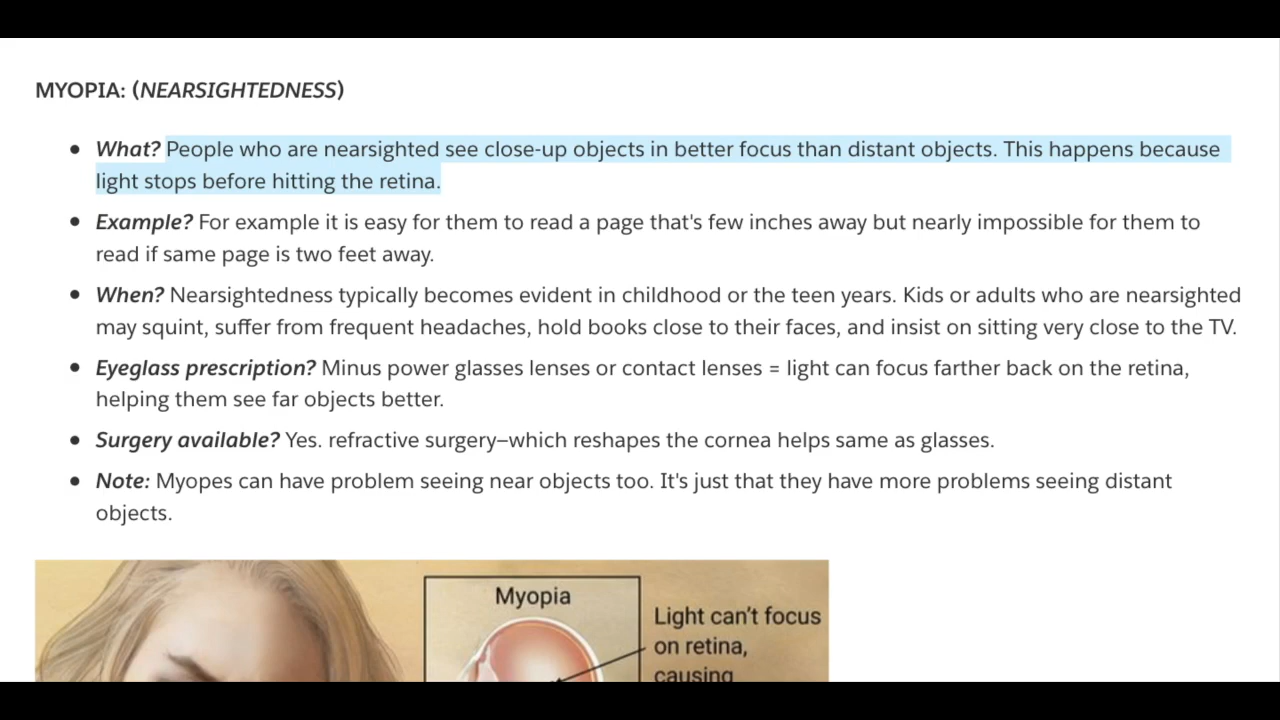 MYOPIA: (NEARSIGHTEDNESS)
• What? People who are nearsighted see close-up objects in better focus than distant objects. This happens because
light stops before hitting the retina.
• Example? For example it is easy for them to read a page that's few inches away but nearly impossible for them to
read if same page is two feet away.
• When? Nearsightedness typically becomes evident in childhood or the teen years. Kids or adults who are nearsighted
may squint, suffer from frequent headaches, hold books close to their faces, and insist on sitting very close to the TV.
• Eyeglass prescription? Minus power glasses lenses or contact lenses = light can focus farther back on the retina,
helping them see far objects better.
• Surgery available? Yes. refractive surgery—which reshapes the cornea helps same as glasses.
• Note: Myopes can have problem seeing near objects too. It's just that they have more problems seeing distant
objects.
Myopia
Light can't focus
on retina,
causing